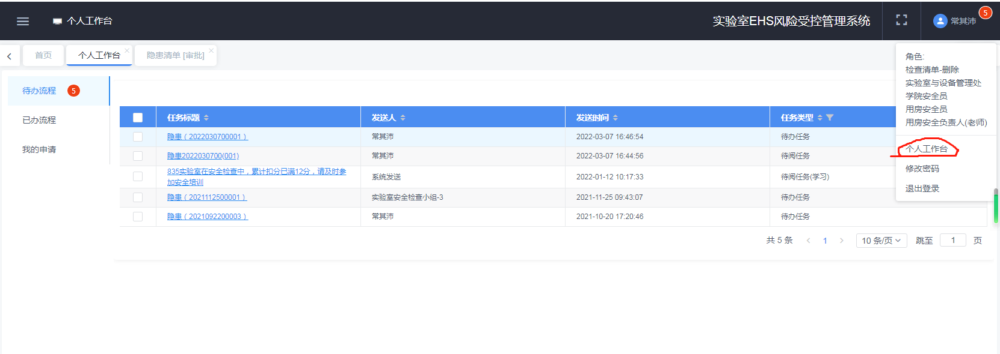 个人工作台
实验室EHS风险受控管理系统
常其沛
5
首页
个人工作台
隐患清单 [审批]
待办流程
5
已办流程
我的申请
任务标题
发送人
发送时间
任务类型
隐患（2022030700001）
常其沛
2022-03-07 16:46:54
待办任务
隐患2022030700(001)
常其沛
2022-03-07 16:44:56
待阅任务
835实验室在安全检查中，累计扣分已满12分，请及时参
加安全培训
系统发送
2022-01-12 10:17:33
待阅任务(学习)
隐患（2021112500001）
实验室安全检查小组-3
2021-11-25 09:43:07
待办任务
隐患（2021092200003）
常其沛
2021-10-20 17:20:46
待办任务
共 5 条
1
10 条/页
跳至
1
页
角色:
检查清单-删除
实验室与设备管理处
学院安全员
用房安全员
用房安全负责人(老师)
个人工作台
修改密码
退出登录